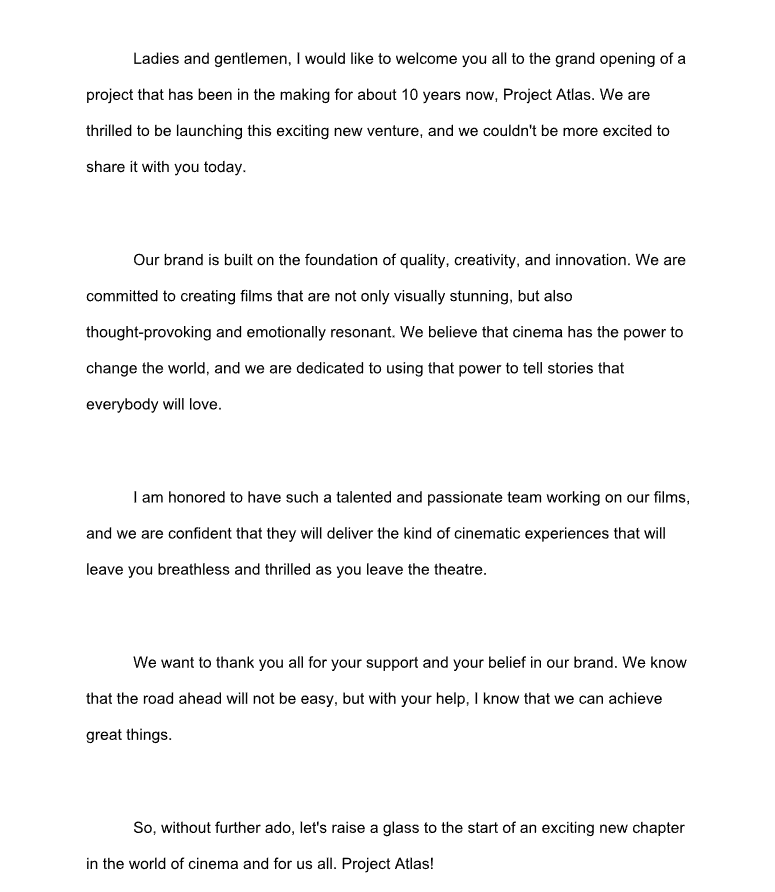 Ladies and gentlemen, I would like to welcome you all to the grand opening of a
project that has been in the making for about 10 years now, Project Atlas. We are
thrilled to be launching this exciting new venture, and we couldn't be more excited to
share it with you today.
Our brand is built on the foundation of quality, creativity, and innovation. We are
committed to creating films that are not only visually stunning, but also
thought-provoking and emotionally resonant. We believe that cinema has the power to
change the world, and we are dedicated to using that power to tell stories that
everybody will love.
I am honored to have such a talented and passionate team working on our films,
and we are confident that they will deliver the kind of cinematic experiences that will
leave you breathless and thrilled as you leave the theatre.
We want to thank you all for your support and your belief in our brand. We know
that the road ahead will not be easy, but with your help, I know that we can achieve
great things.
So, without further ado, let's raise a glass to the start of an exciting new chapter
in the world of cinema and for us all. Project Atlas!